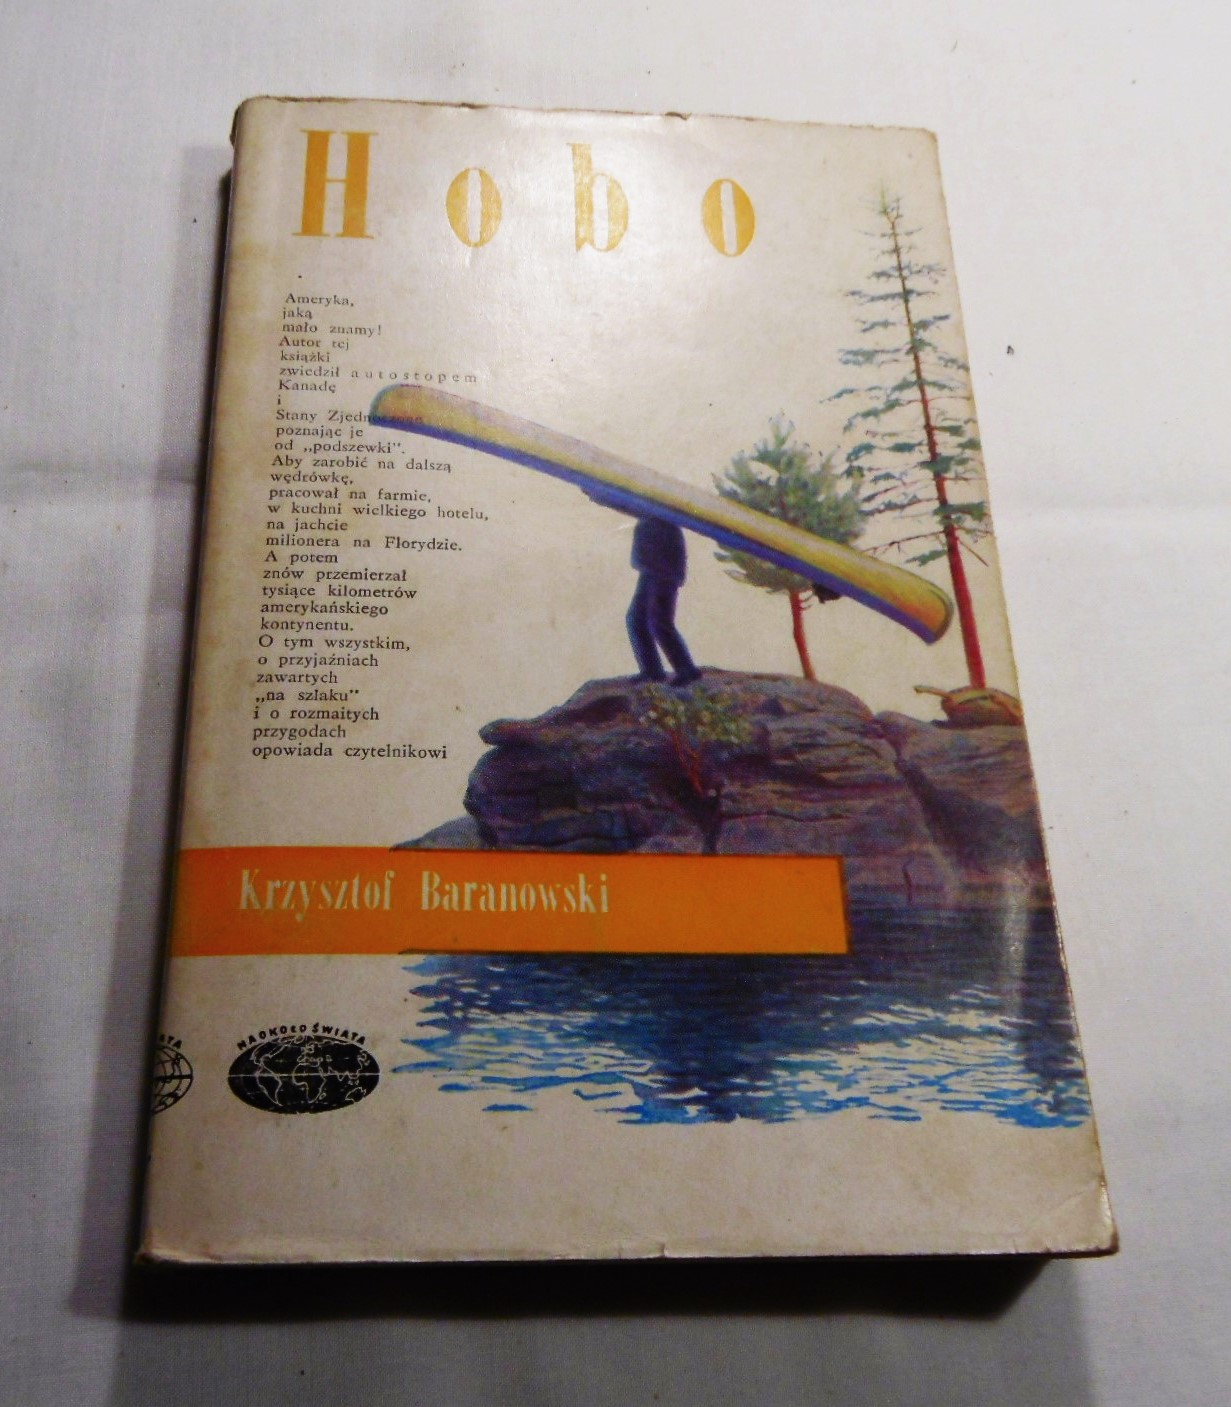 Hobo
Ameryka,
jaką
mało znamy!
Autor tej
książki
zwiedził autostopem
Kanadę
i
Stany Zjednoczone
poznając je
od „podszewki".
Aby zarobić na dalszą
wędrówkę,
pracował na farmie,
w kuchni wielkiego hotelu,
na jachcie
milionera na Florydzie.
A potem
znów przemierzał
tysiące kilometrów
amerykańskiego
kontynentu.
O tym wszystkim,
o przyjaźniach
zawartych
„na szlaku"
i o rozmaitych
przygodach
opowiada czytelnikowi
Krzysztof Baranowski
NAOKOŁO ŚWIATA